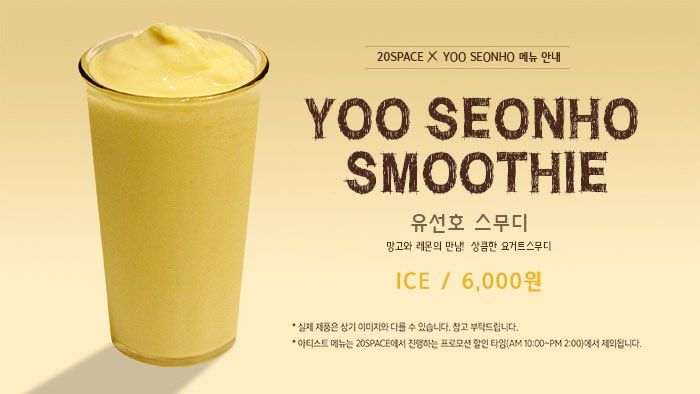 20SPACE X YOO SEONHO 메뉴 안내
YOO SEONHO
SMOOTHIE
유선호 스무디
망고와 레몬의 만남! 상큼한 요거트스무디
ICE / 6,000원
* 실제 제품은 상기 이미지와 다를 수 있습니다. 참고 부탁드립니다.
* 아티스트 메뉴는 20SPACE에서 진행하는 프로모션 할인 타임(AM 10:00~PM 2:00)에서 제외됩니다.